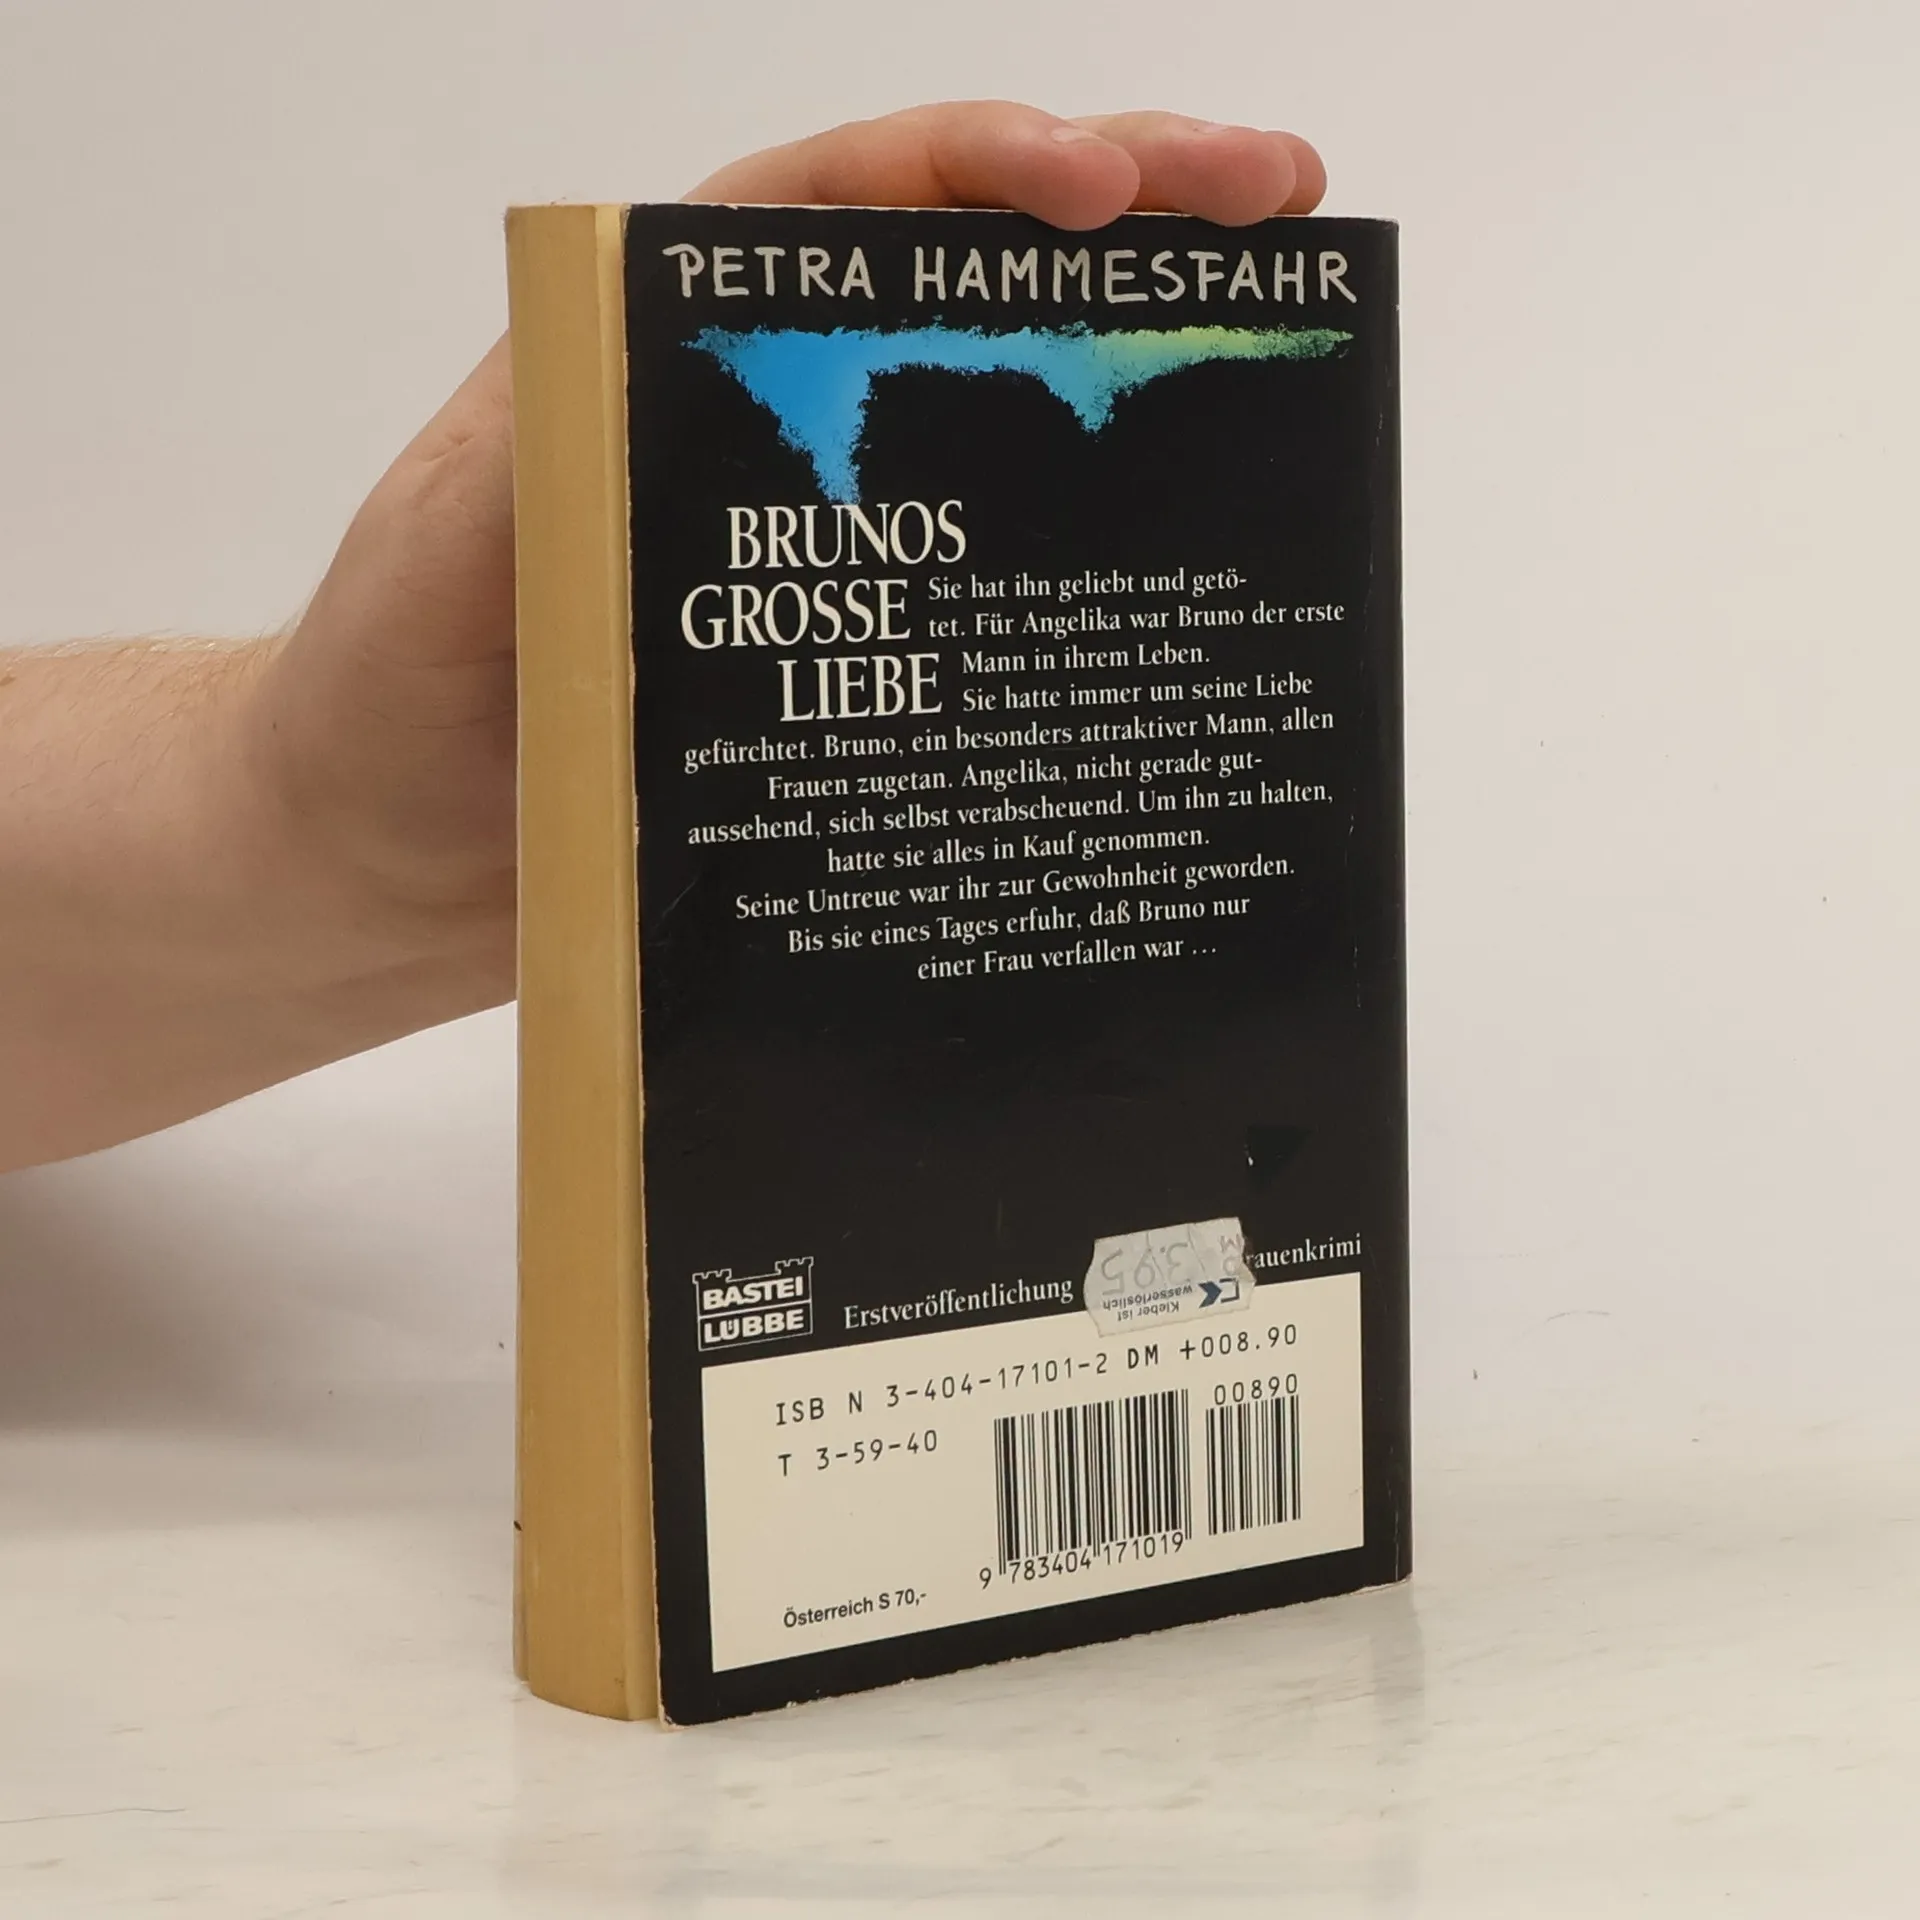 PETRA HAMMESFAHR
BRUNOS
GROSSE
LIEBE
Sie hat ihn geliebt und getö-
tet. Für Angelika war Bruno der erste
Mann in ihrem Leben.
Sie hatte immer um seine Liebe
gefürchtet. Bruno, ein besonders attraktiver Mann, allen
Frauen zugetan. Angelika, nicht gerade gut-
aussehend, sich selbst verabscheuend. Um ihn zu halten,
hatte sie alles in Kauf genommen.
Seine Untreue war ihr zur Gewohnheit geworden.
Bis sie eines Tages erfuhr, daß Bruno nur
einer Frau verfallen war ...
BASTEI
LÜBBE
Erstveröffentlichung
rauenkrimi
3.95
Kleber ist
wasserlöslich
ISB N 3-404-17101-2 DM +008.90
T 3-59-40
00890
9 783404 171019
Österreich S 70,-